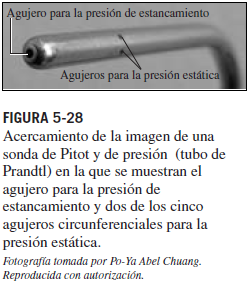 Agujero para la presión de estancamiento
Agujeros para la presión estática
FIGURA 5-28
Acercamiento de la imagen de una
sonda de Pitot y de presión (tubo de
Prandtl) en la que se muestran el
agujero para la presión de
estancamiento y dos de los cinco
agujeros circunferenciales para la
presión estática.
Fotografía tomada por Po-Ya Abel Chuang.
Reproducida con autorización.